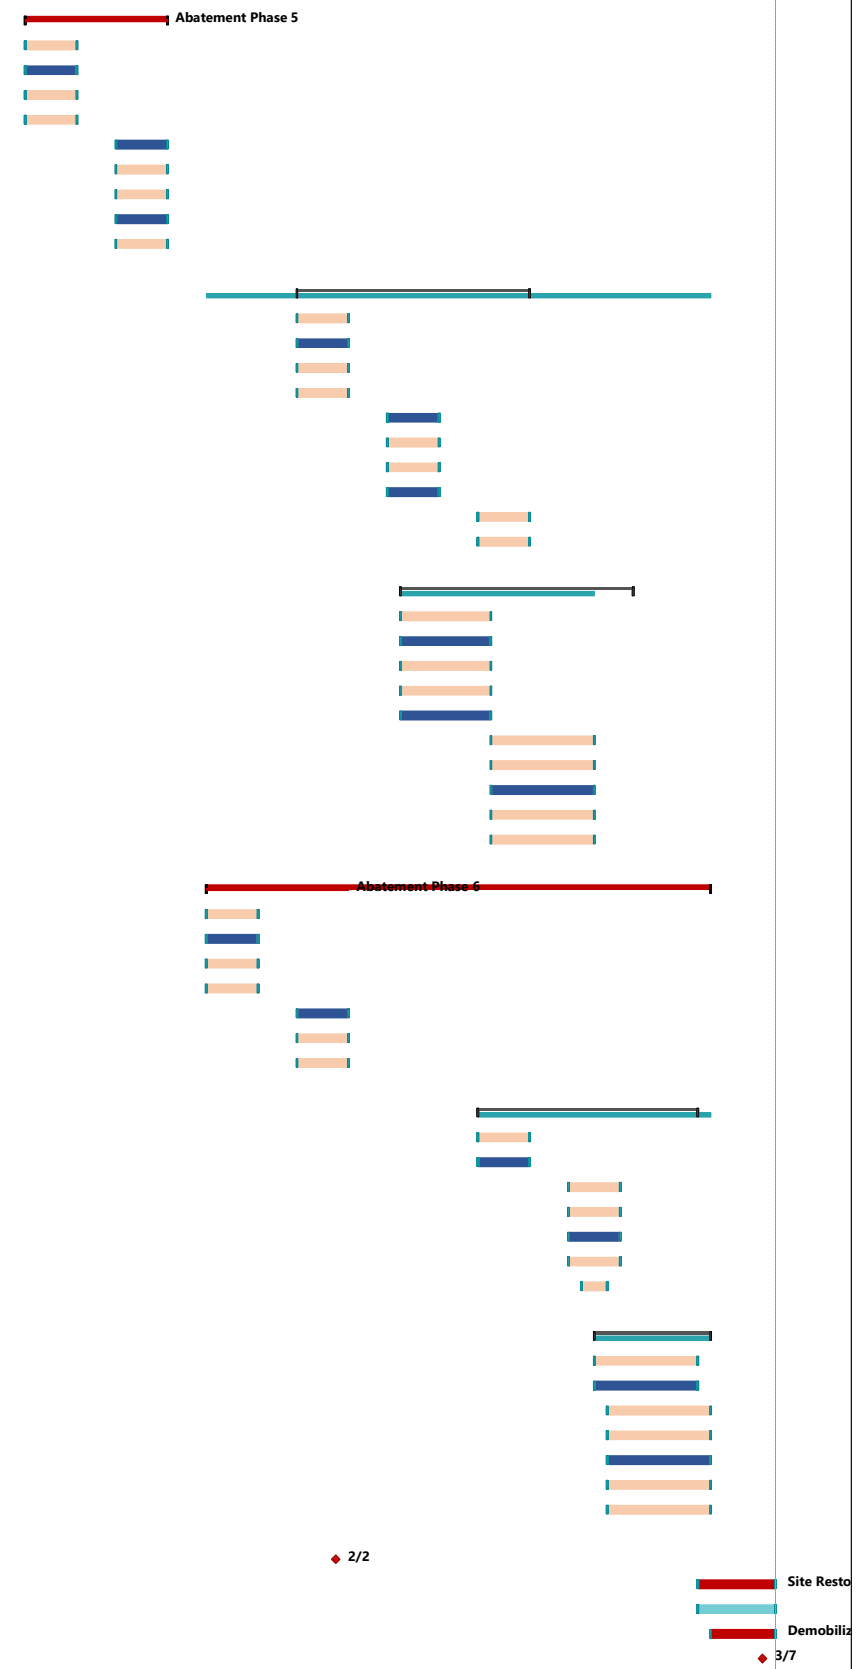 Abatement Phase 5
Abatement Phase 6
2/2
Site Resto
Demobiliz
3/7